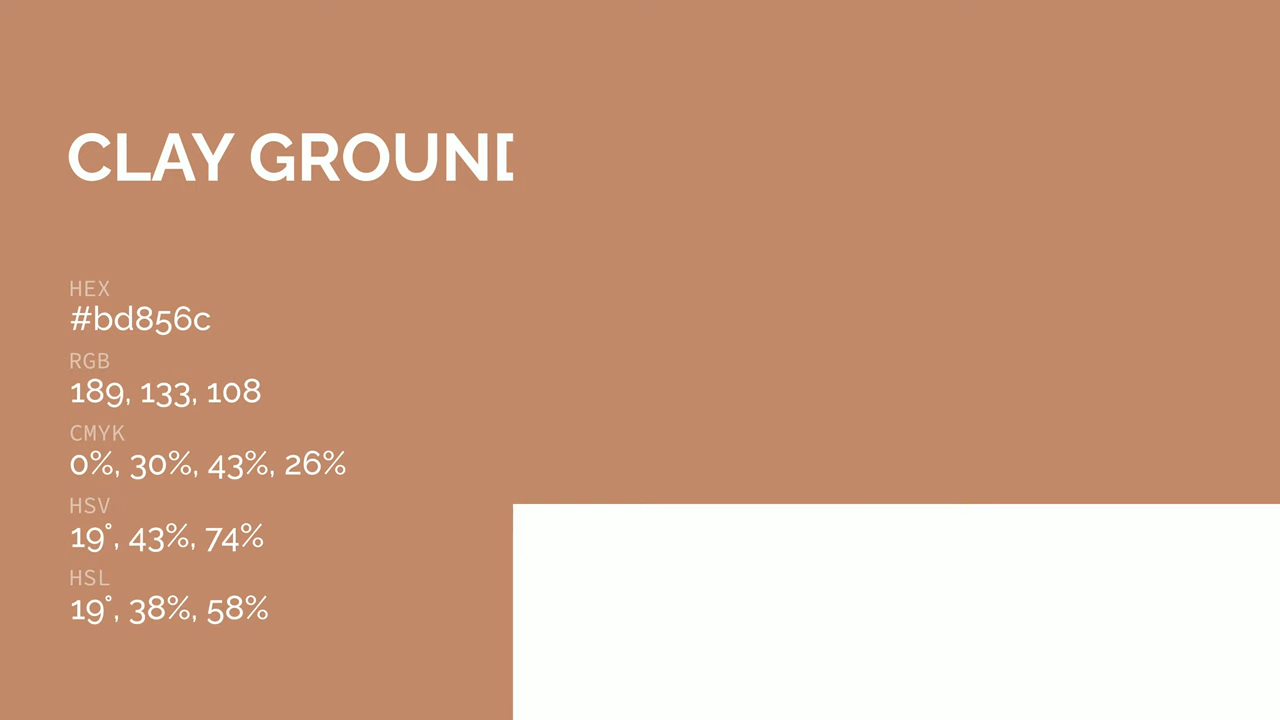 CLAY GROUND
HEX
#bd856c
RGB
189, 133, 108
CMYK
0%, 30%, 43%, 26%
HSV
19°, 43%, 74%
HSL
19°, 38%, 58%